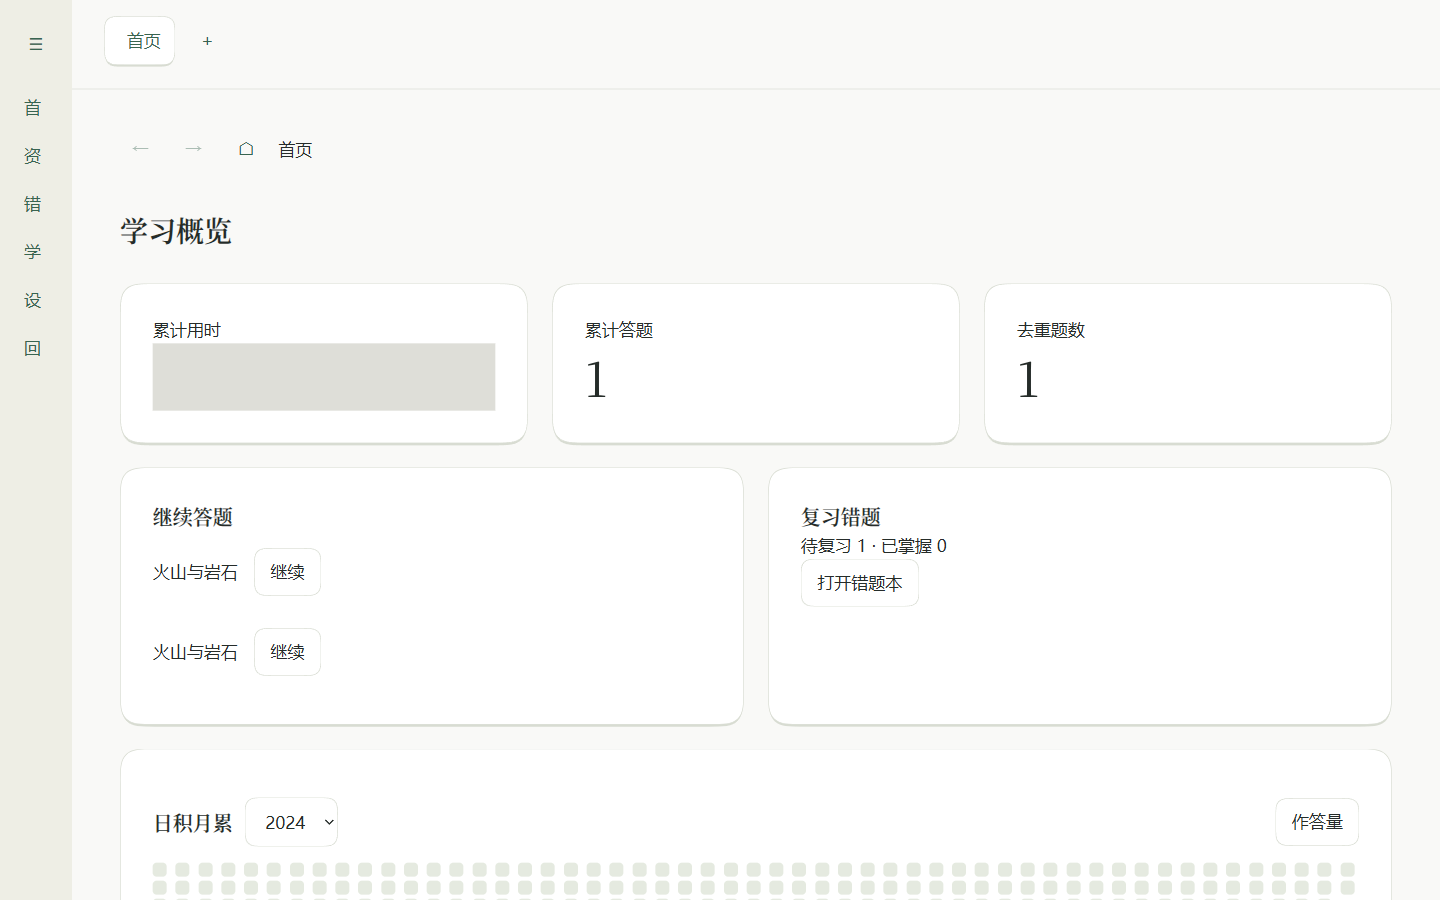 ☰
首页 +
首
资
错
学
设
回
← → 首页
学习概览
累计用时
累计答题
1
去重题数
1
继续答题
火山与岩石 继续
火山与岩石 继续
复习错题
待复习 1 · 已掌握 0
打开错题本
日积月累 2024
作答量